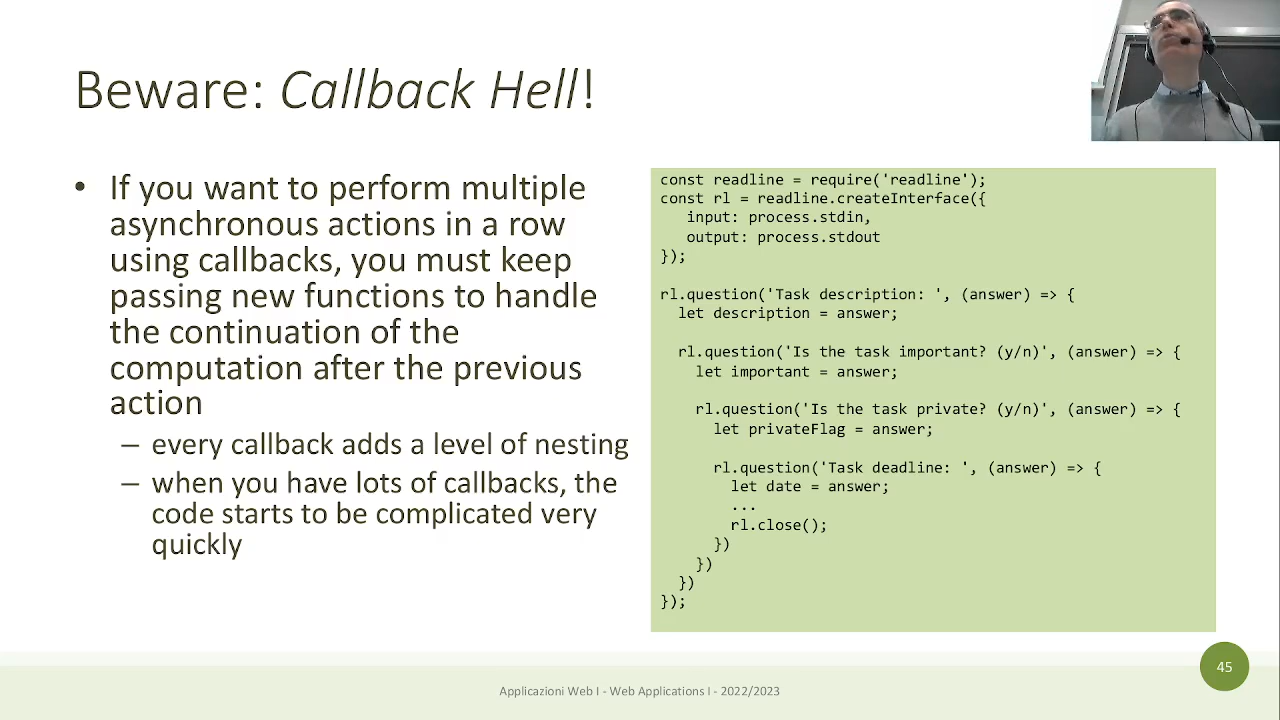 Beware: Callback Hell!
• If you want to perform multiple
asynchronous actions in a row
using callbacks, you must keep
passing new functions to handle
the continuation of the
computation after the previous
action
– every callback adds a level of nesting
– when you have lots of callbacks, the
code starts to be complicated very
quickly
const readline = require('readline');
const rl = readline.createInterface({
   input: process.stdin,
   output: process.stdout
});
rl.question('Task description: ', (answer) => {
  let description = answer;
  rl.question('Is the task important? (y/n)', (answer) => {
    let important = answer;
    rl.question('Is the task private? (y/n)', (answer) => {
      let privateFlag = answer;
      rl.question('Task deadline: ', (answer) => {
        let date = answer;
        ...
        rl.close();
      })
    })
  })
});
45
Applicazioni Web I - Web Applications I - 2022/2023